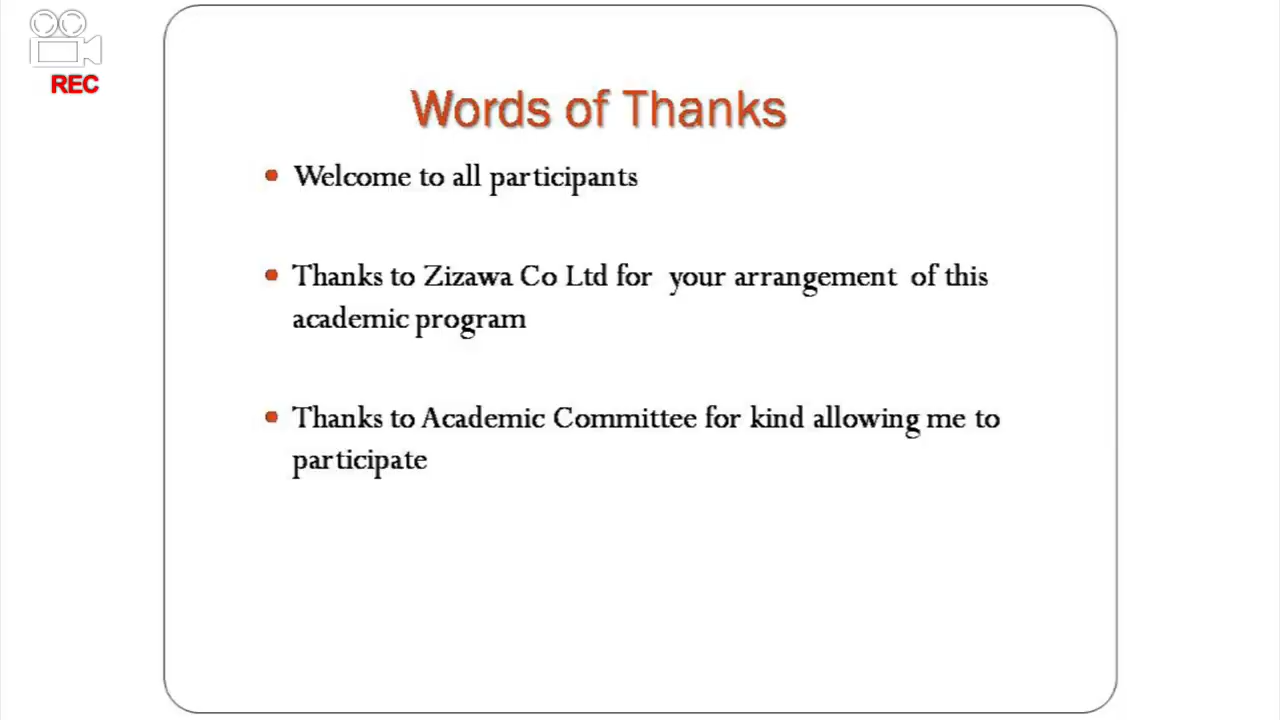 REC
Words of Thanks
Welcome to all participants
Thanks to Zizawa Co Ltd for your arrangement of this
academic program
Thanks to Academic Committee for kind allowing me to
participate